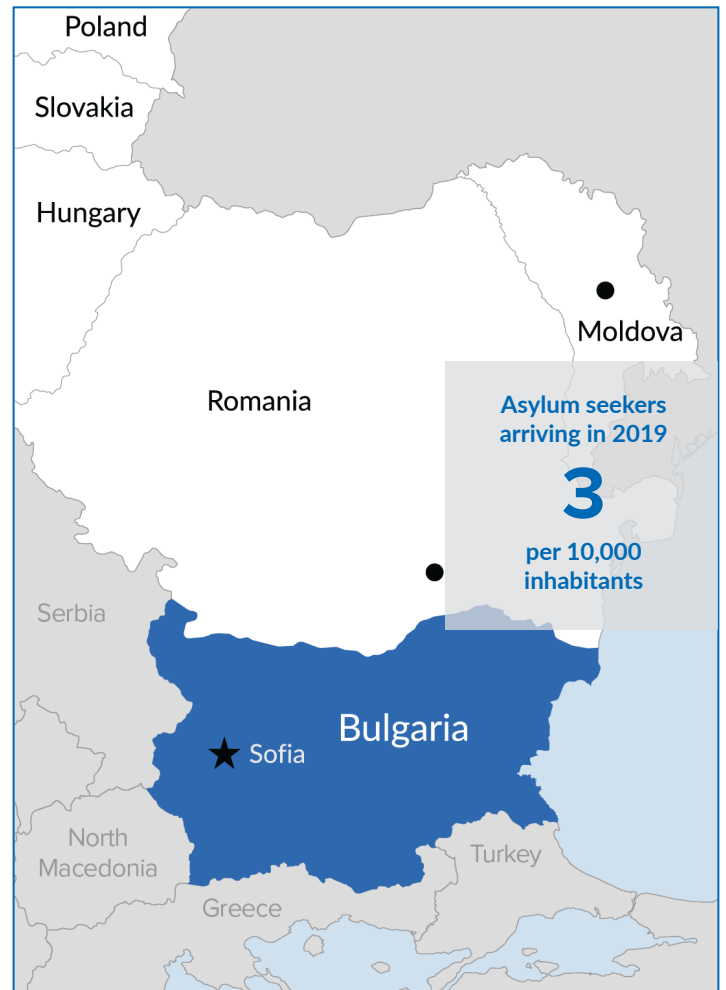 Poland
Slovakia
Hungary
Moldova
Romania
Asylum seekers
arriving in 2019
3
per 10,000
inhabitants
Serbia
Bulgaria
Sofia
North
Macedonia
Turkey
Greece